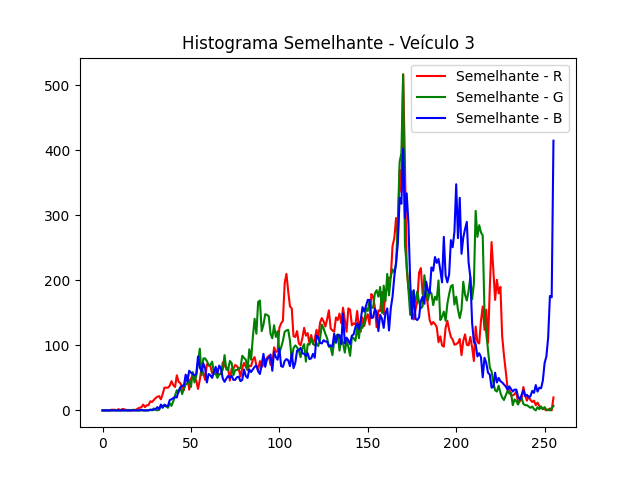 Histograma Semelhante - Veículo 3
Semelhante - R
Semelhante - G
Semelhante - B
500
400
300
200
100
0
0 50 100 150 200 250